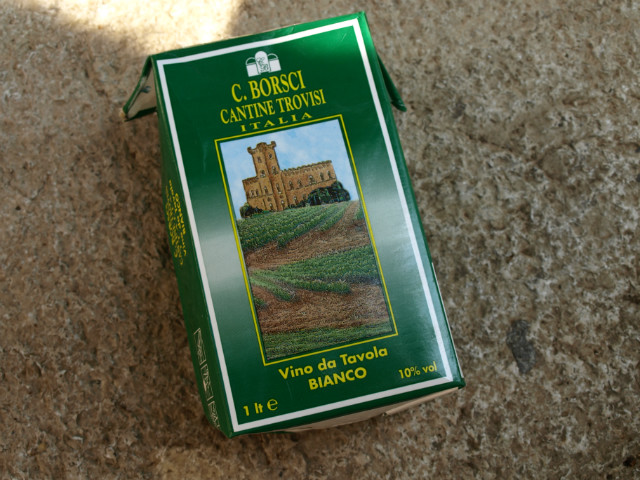 C. BORSCI
CANTINE TROVISI
ITALIA
Vino da Tavola
BIANCO
10% vol
1 lt ℮